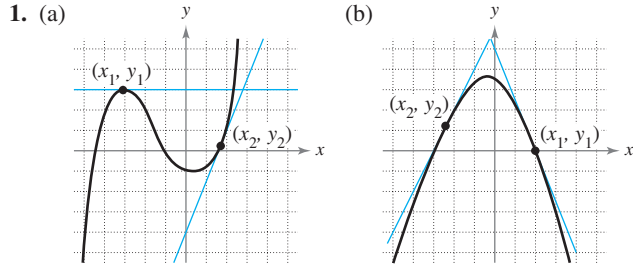 1. (a)
y
(x₁, y₁)
(x₂, y₂)
x
(b)
y
(x₂, y₂)
(x₁, y₁)
x